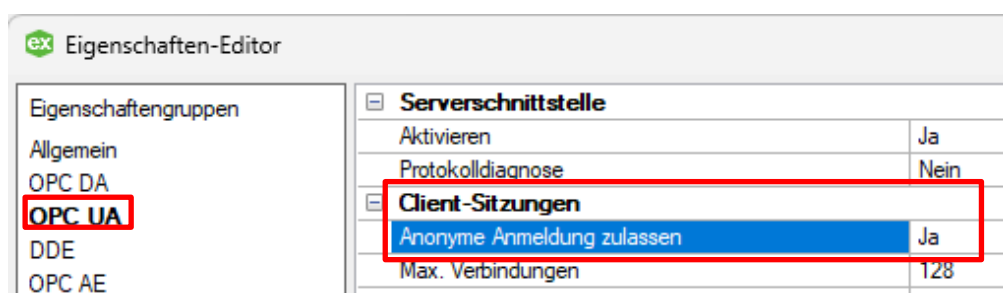 ex Eigenschaften-Editor
Eigenschaftengruppen
Allgemein
OPC DA
OPC UA
DDE
OPC AE
Serverschnittstelle
Aktivieren Ja
Protokolldiagnose Nein
Client-Sitzungen
Anonyme Anmeldung zulassen Ja
Max. Verbindungen 128